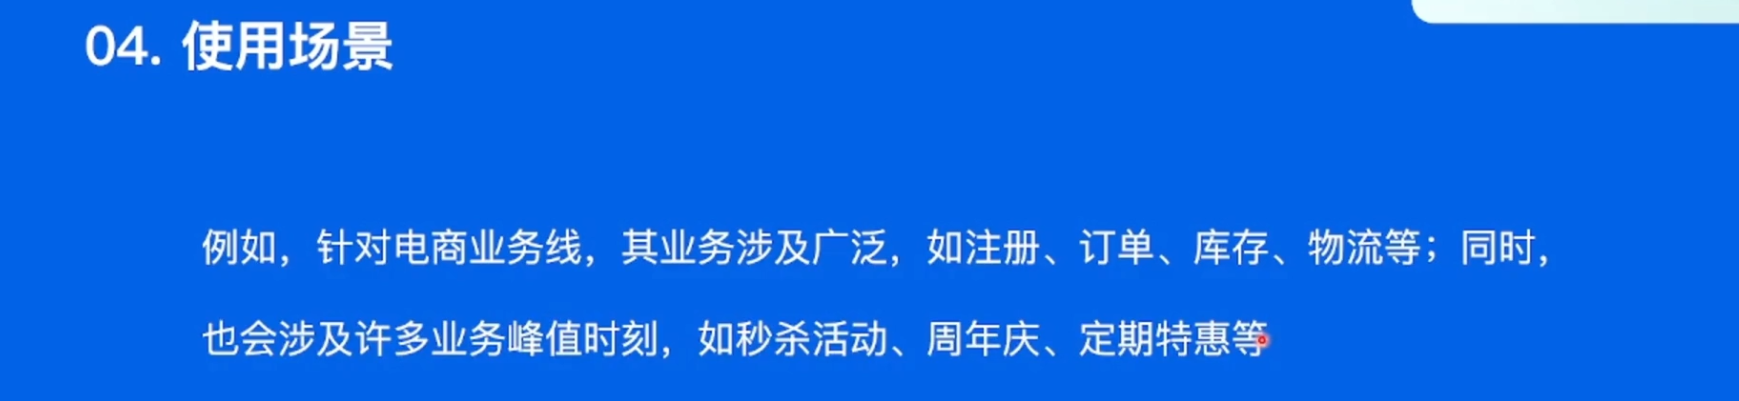 04. 使用场景
例如，针对电商业务线，其业务涉及广泛，如注册、订单、库存、物流等；同时，
也会涉及许多业务峰值时刻，如秒杀活动、周年庆、定期特惠等